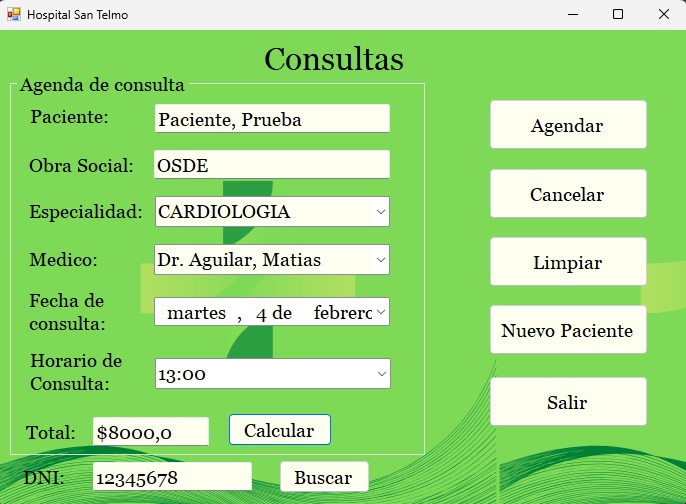 Hospital San Telmo
Consultas
Agenda de consulta
Paciente: Paciente, Prueba
Obra Social: OSDE
Especialidad: CARDIOLOGIA
Medico: Dr. Aguilar, Matias
Fecha de
consulta: martes , 4 de febrero
Horario de
Consulta: 13:00
Total: $8000,0 Calcular
DNI: 12345678 Buscar
Agendar
Cancelar
Limpiar
Nuevo Paciente
Salir